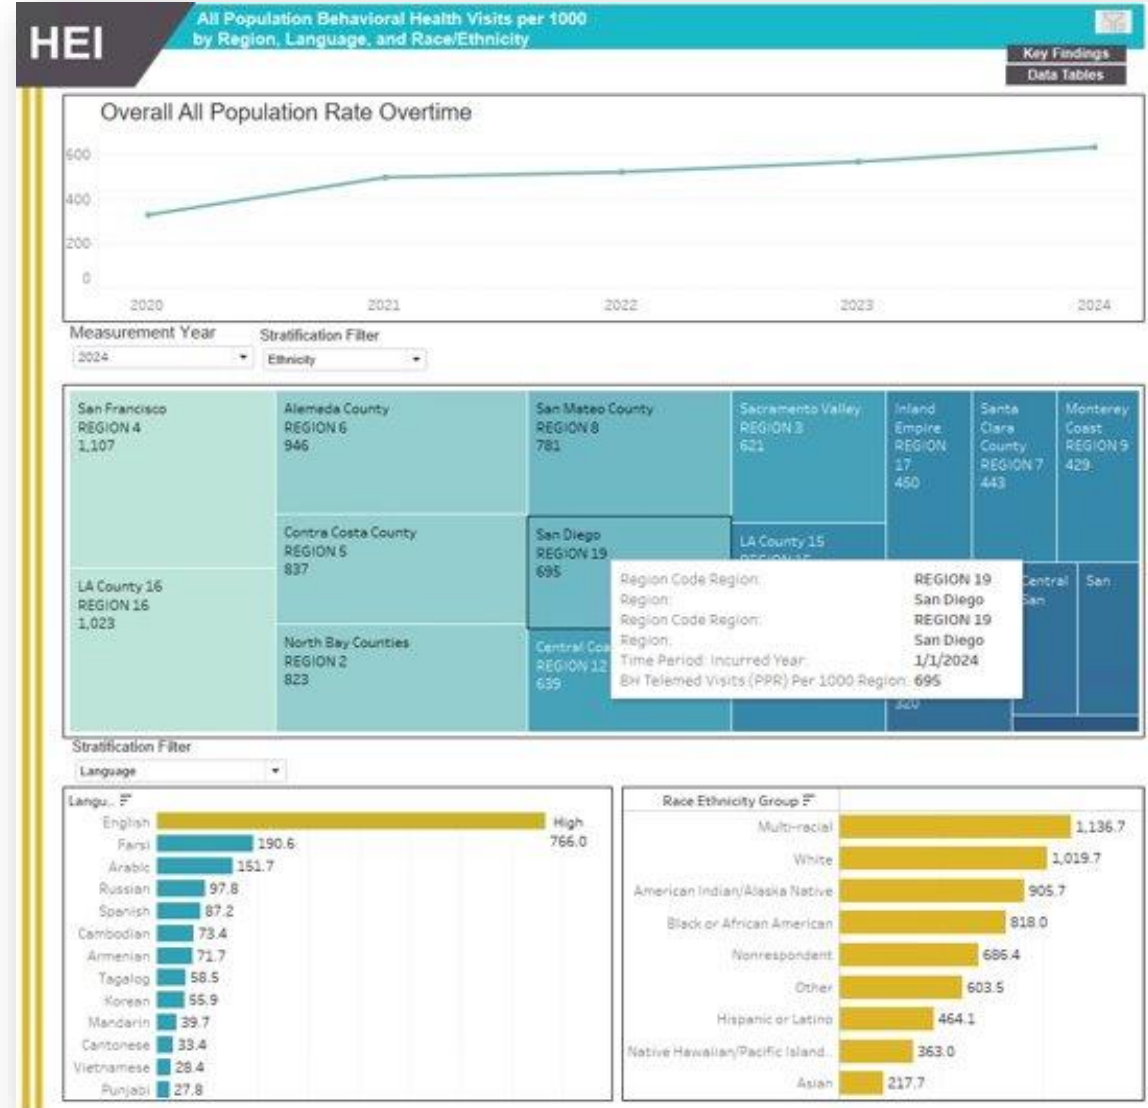 HEI
All Population Behavioral Health Visits per 1000
by Region, Language, and Race/Ethnicity
Key Findings
Data Tables
Overall All Population Rate Overtime
600
400
200
0
2020 2021 2022 2023 2024
Measurement Year
2024
Stratification Filter
Ethnicity
San Francisco
REGION 4
1,107
LA County 16
REGION 16
1,023
Alameda County
REGION 6
946
Contra Costa County
REGION 5
837
North Bay Counties
REGION 2
823
San Mateo County
REGION 8
781
San Diego
REGION 19
695
Central Coa
REGION 12
639
Sacramento Valley
REGION 3
621
LA County 15
Inland
Empire
REGION
17
450
Santa
Clara
County
REGION 7
443
Monterey
Coast
REGION 9
429
Central
San
San
320
Region Code Region: REGION 19
Region: San Diego
Region Code Region: REGION 19
Region: San Diego
Time Period: Incurred Year: 1/1/2024
BH Telemed Visits (PPR) Per 1000 Region: 695
Stratification Filter
Language
Langu..
English High
766.0
Farsi 190.6
Arabic 151.7
Russian 97.8
Spanish 87.2
Cambodian 73.4
Armenian 71.7
Tagalog 58.5
Korean 55.9
Mandarin 39.7
Cantonese 33.4
Vietnamese 28.4
Punjabi 27.8
Race Ethnicity Group
Multi-racial 1,136.7
White 1,019.7
American Indian/Alaska Native 905.7
Black or African American 818.0
Nonrespondent 686.4
Other 603.5
Hispanic or Latino 464.1
Native Hawaiian/Pacific Island.. 363.0
Asian 217.7